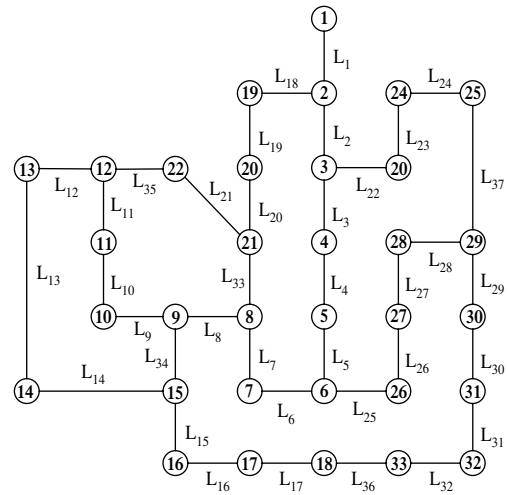 1
L1
19 L18 2 24 L24 25
L19 L2 L23
13 L12 12 L35 22 20 3 L22 20
L21 L37
L11 L20 L3
11 21 4 28 L28 29
L13 L33 L27 L29
L10 L4
10 L9 9 L8 8 5 27 30
L34 L7 L5 L26 L30
14 L14 15 7 L6 6 L25 26 31
L15 L31
16 L16 17 L17 18 L36 33 L32 32